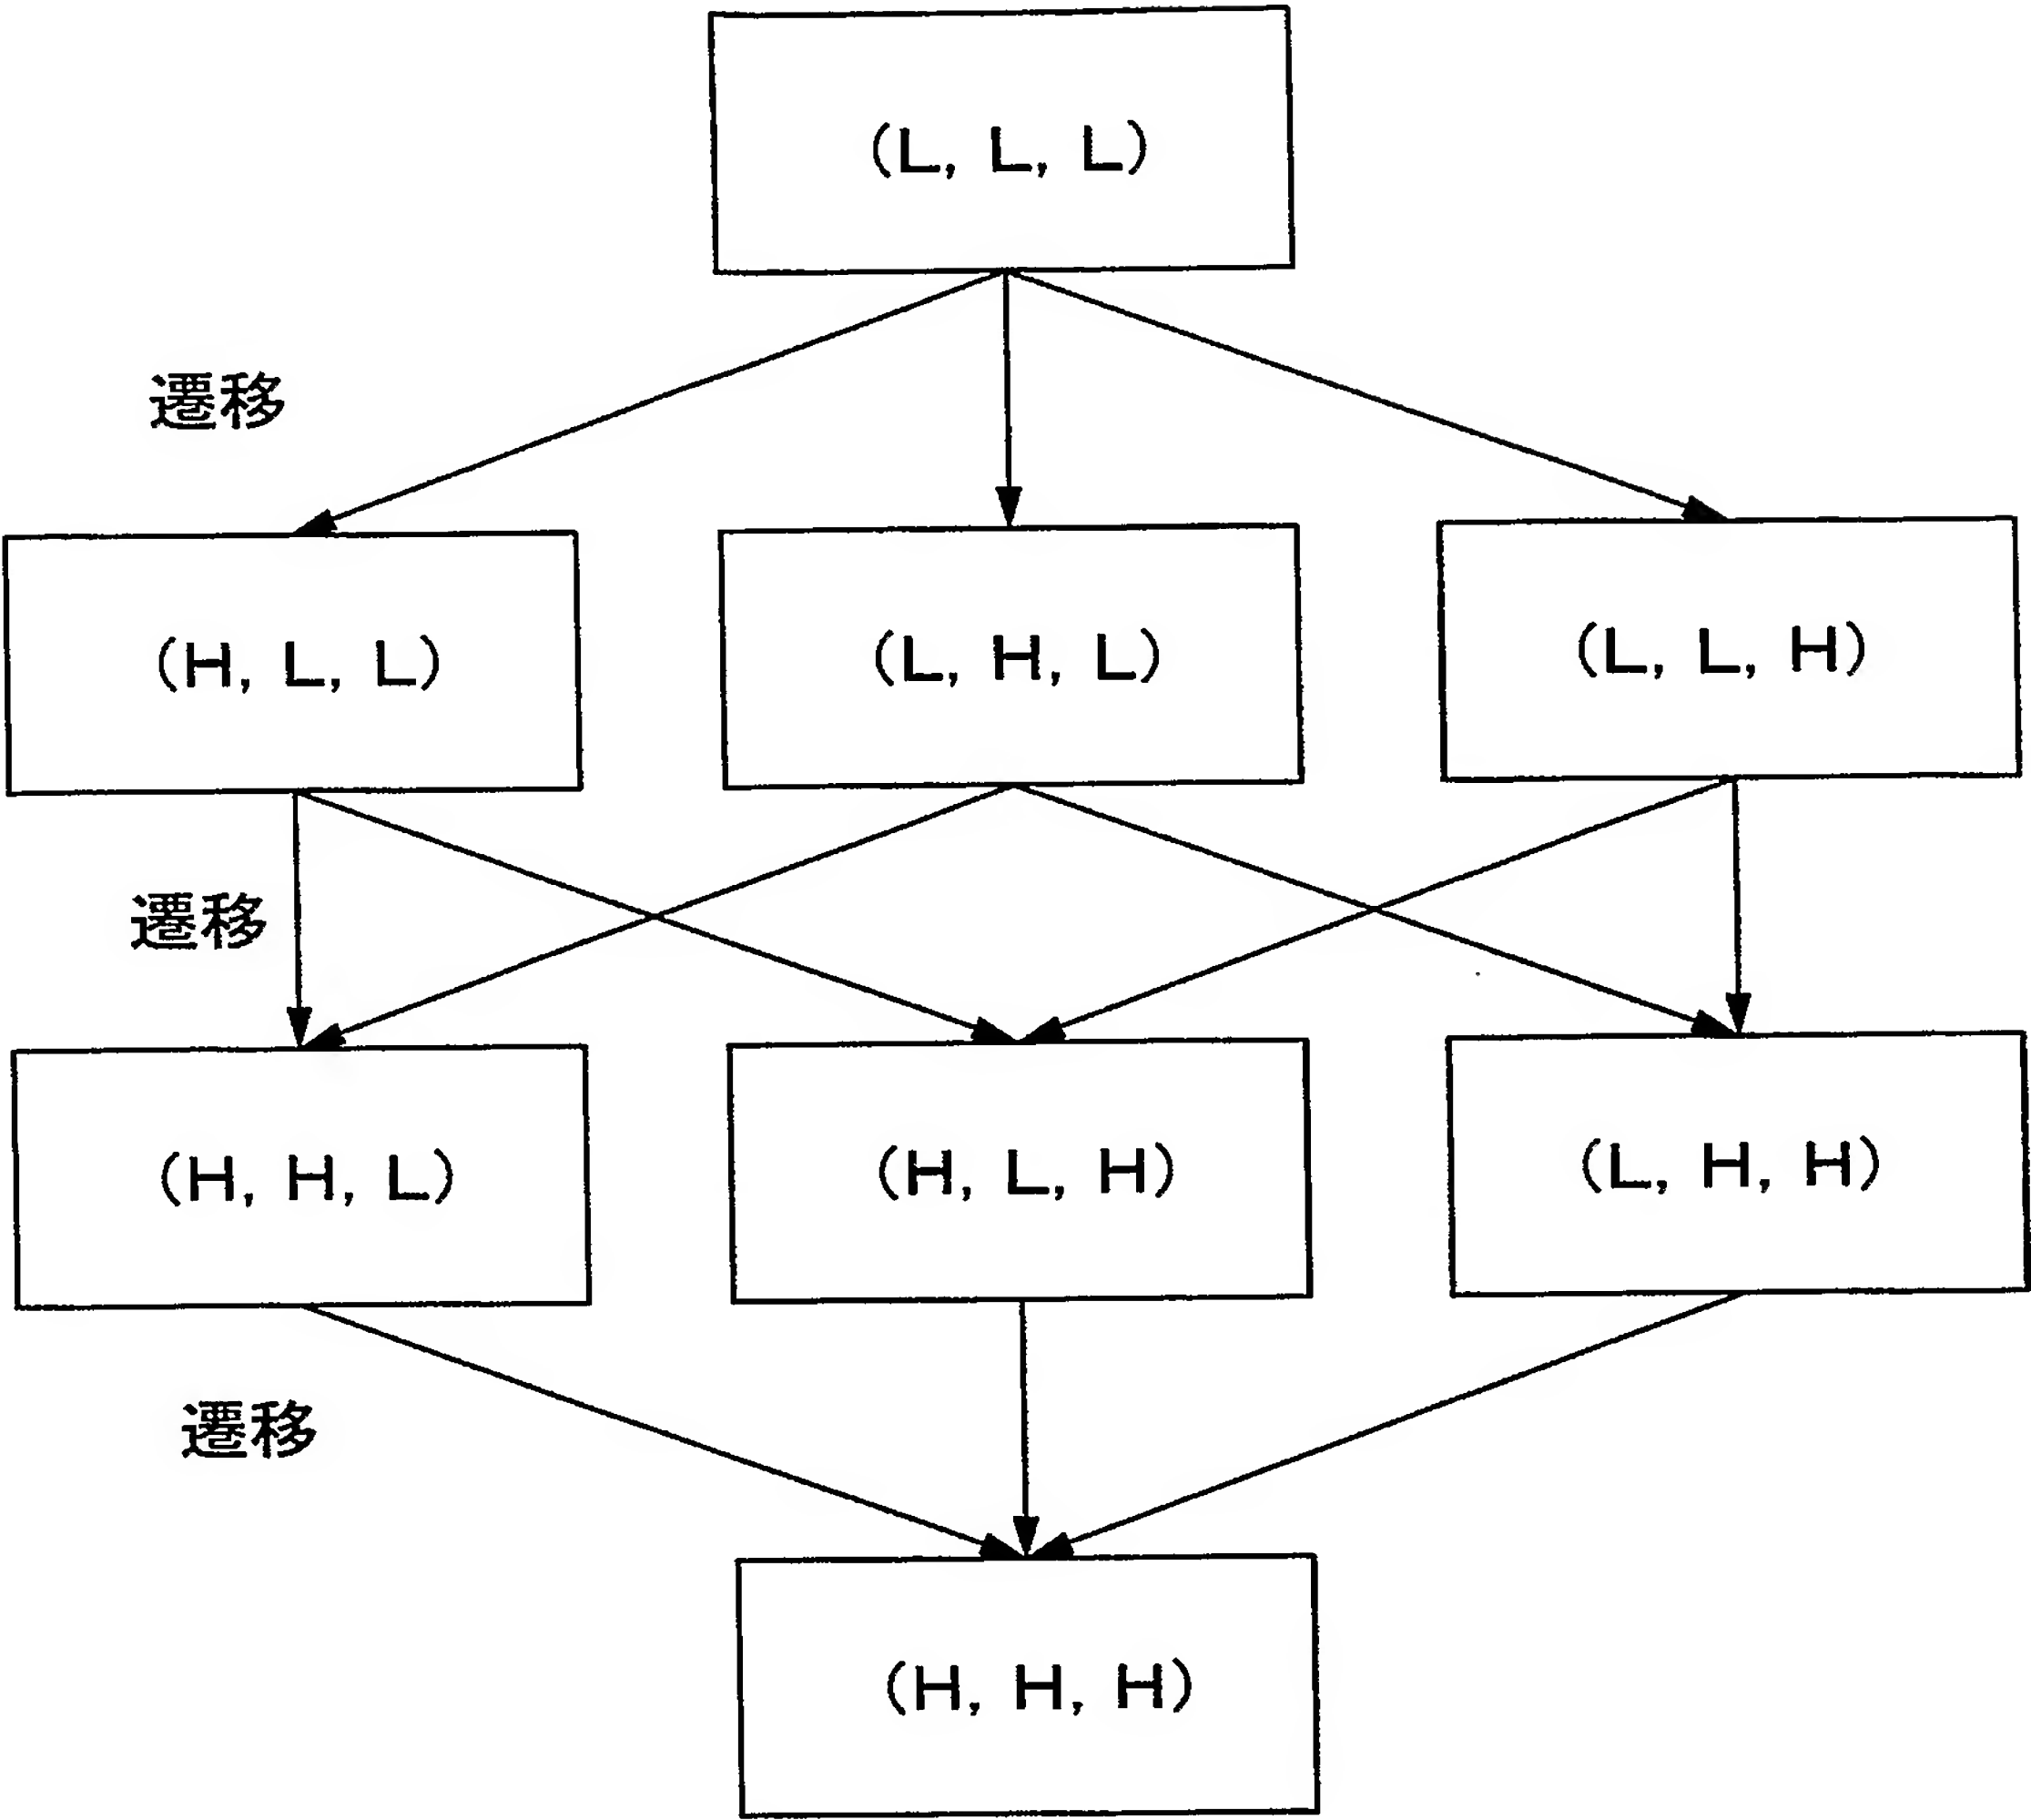 (L, L, L)
遷移
(H, L, L)
(L, H, L)
(L, L, H)
遷移
(H, H, L)
(H, L, H)
(L, H, H)
遷移
(H, H, H)